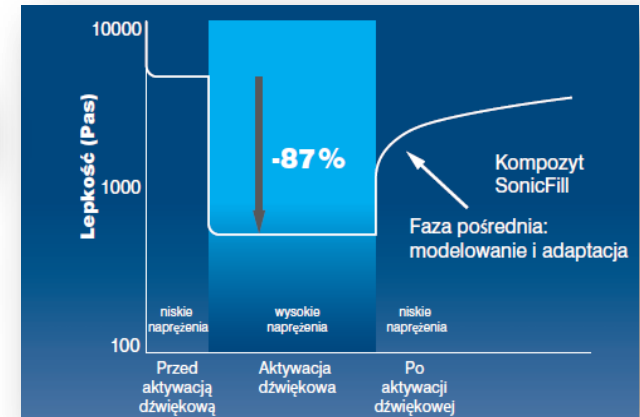 10000
Lepkość (Pas)
-87%
1000
Kompozyt
SonicFill
Faza pośrednia:
modelowanie i adaptacja
niskie
naprężenia
wysokie
naprężenia
niskie
naprężenia
100
Przed
aktywacją
dźwiękową
Aktywacja
dźwiękowa
Po
aktywacji
dźwiękowej